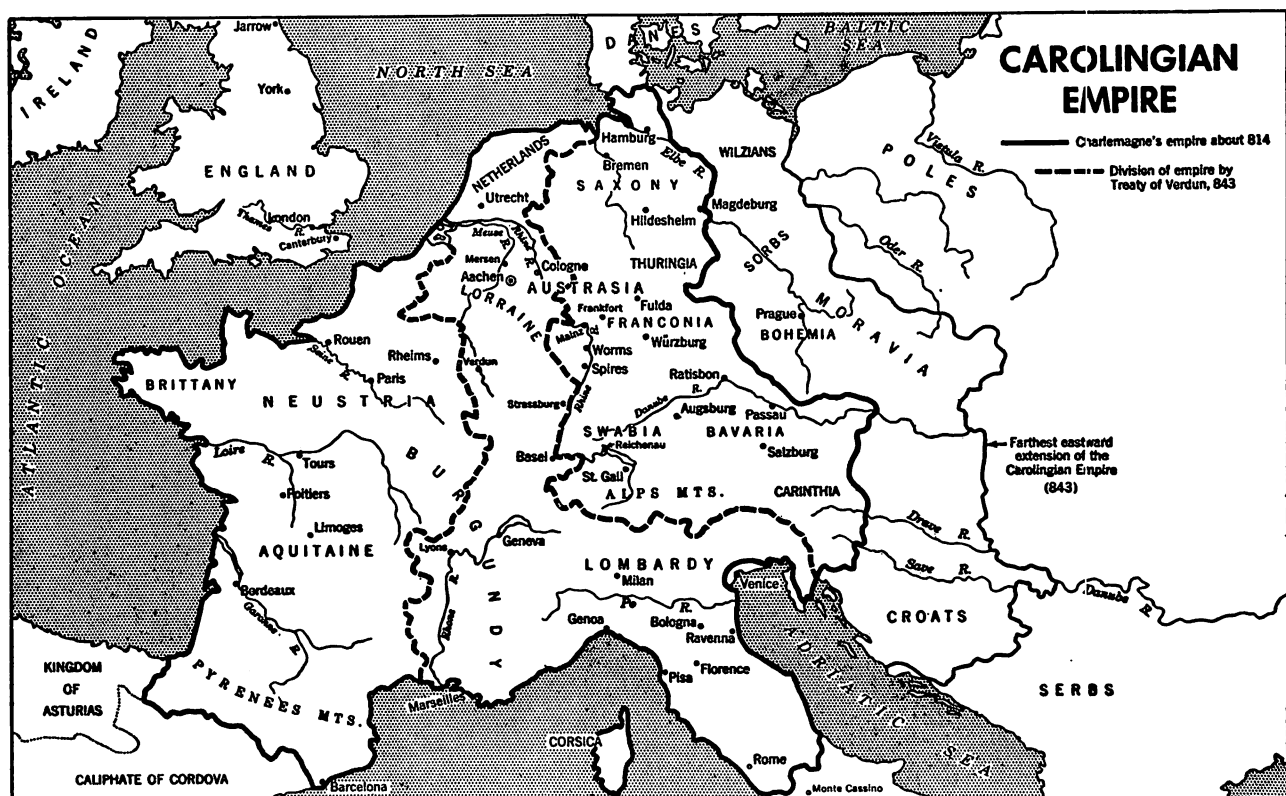 CAROLINGIAN
EMPIRE
Charlemagne's empire about 814
Division of empire by
Treaty of Verdun, 843
Jarrow
IRELAND
York
ENGLAND
Thames R.
London
Canterbury
NORTH SEA
DANES
BALTIC
SEA
ATLANTIC OCEAN
NETHERLANDS
Utrecht
Hamburg
Elbe R.
Bremen
SAXONY
Hildesheim
Magdeburg
WILZIANS
POLES
Vistula R.
Oder R.
SORBS
MORAVIA
Meuse R.
Rhine R.
Mersen
Aachen
Cologne
THURINGIA
AUSTRASIA
LORRAINE
Frankfort
Fulda
FRANCONIA
Mainz
Würzburg
Worms
Spires
Prague
BOHEMIA
Rouen
Seine R.
Rheims
Verdun
Paris
BRITTANY
NEUSTRIA
Strassburg
Rhine
Ratisbon
Danube R.
Augsburg
Passau
SWABIA
BAVARIA
Reichenau
Salzburg
Basel
St. Gall
ALPS MTS.
CARINTHIA
Farthest eastward
extension of the
Carolingian Empire
(843)
Loire R.
Tours
Poitiers
Limoges
AQUITAINE
BURGUNDY
Lyons
Geneva
Rhone R.
Bordeaux
Garonne R.
LOMBARDY
Milan
Venice
Po R.
Genoa
Bologna
Ravenna
Pisa
Florence
Drave R.
Save R.
Danube R.
CROATS
SERBS
ADRIATIC SEA
KINGDOM
OF
ASTURIAS
PYRENEES MTS.
Marseilles
CORSICA
Rome
Monte Cassino
CALIPHATE OF CORDOVA
Barcelona